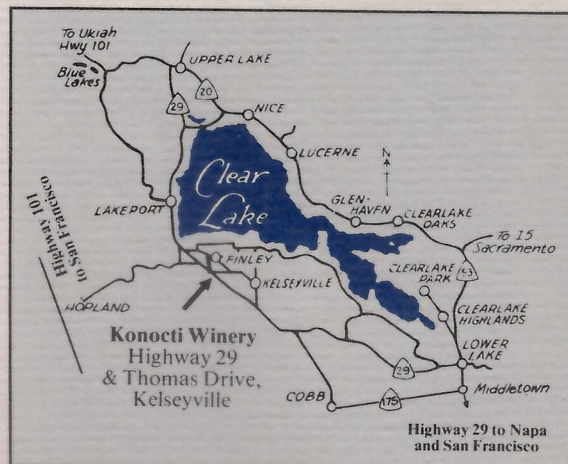 To Ukiah
Hwy 101
Blue Lakes
UPPER LAKE
20
29
NICE
LUCERNE
N
Clear
Lake
LAKEPORT
GLEN-
HAVEN
CLEARLAKE
OAKS
To I5
Sacramento
53
Highway 101
to San Francisco
FINLEY
KELSEYVILLE
CLEARLAKE
PARK
CLEARLAKE
HIGHLANDS
HOPLAND
Konocti Winery
Highway 29
& Thomas Drive,
Kelseyville
LOWER
LAKE
29
COBB
175
Middletown
Highway 29 to Napa
and San Francisco